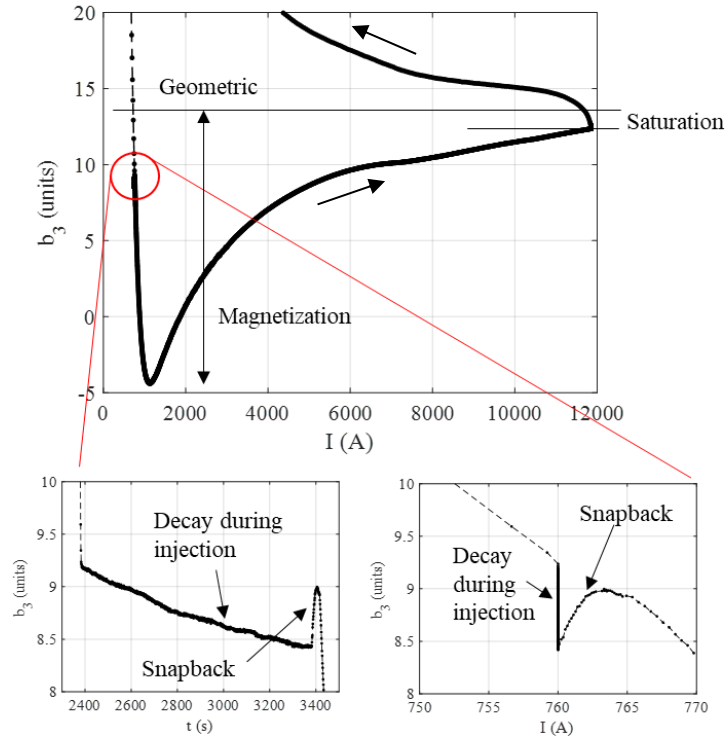 20
15
10
5
0
-5
b3 (units)
Geometric
Saturation
Magnetization
0 2000 4000 6000 8000 10000 12000
I (A)
10
9.5
9
8.5
8
b3 (units)
Decay during
injection
Snapback
2400 2600 2800 3000 3200 3400
t (s)
10
9.5
9
8.5
8
b3 (units)
Snapback
Decay
during
injection
750 755 760 765 770
I (A)